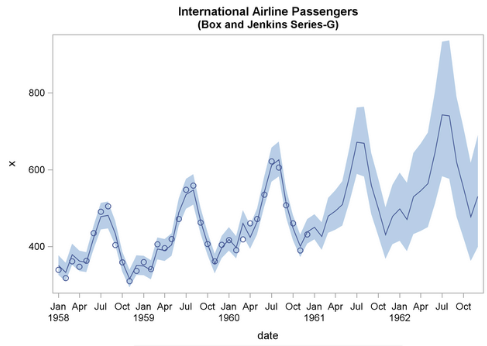 International Airline Passengers
(Box and Jenkins Series-G)
800
600
400
x
Jan Apr Jul Oct Jan Apr Jul Oct Jan Apr Jul Oct Jan Apr Jul Oct Jan Apr Jul Oct
1958 1959 1960 1961 1962
date